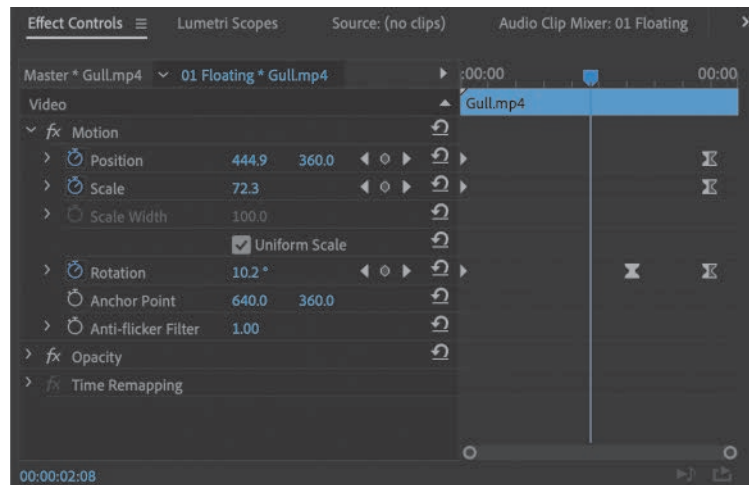 Effect Controls Lumetri Scopes Source: (no clips) Audio Clip Mixer: 01 Floating
Master * Gull.mp4 01 Floating * Gull.mp4 :00:00 00:00
Video Gull.mp4
fx Motion
Position 444.9 360.0
Scale 72.3
Scale Width 100.0
Uniform Scale
Rotation 10.2 °
Anchor Point 640.0 360.0
Anti-flicker Filter 1.00
fx Opacity
fx Time Remapping
00:00:02:08